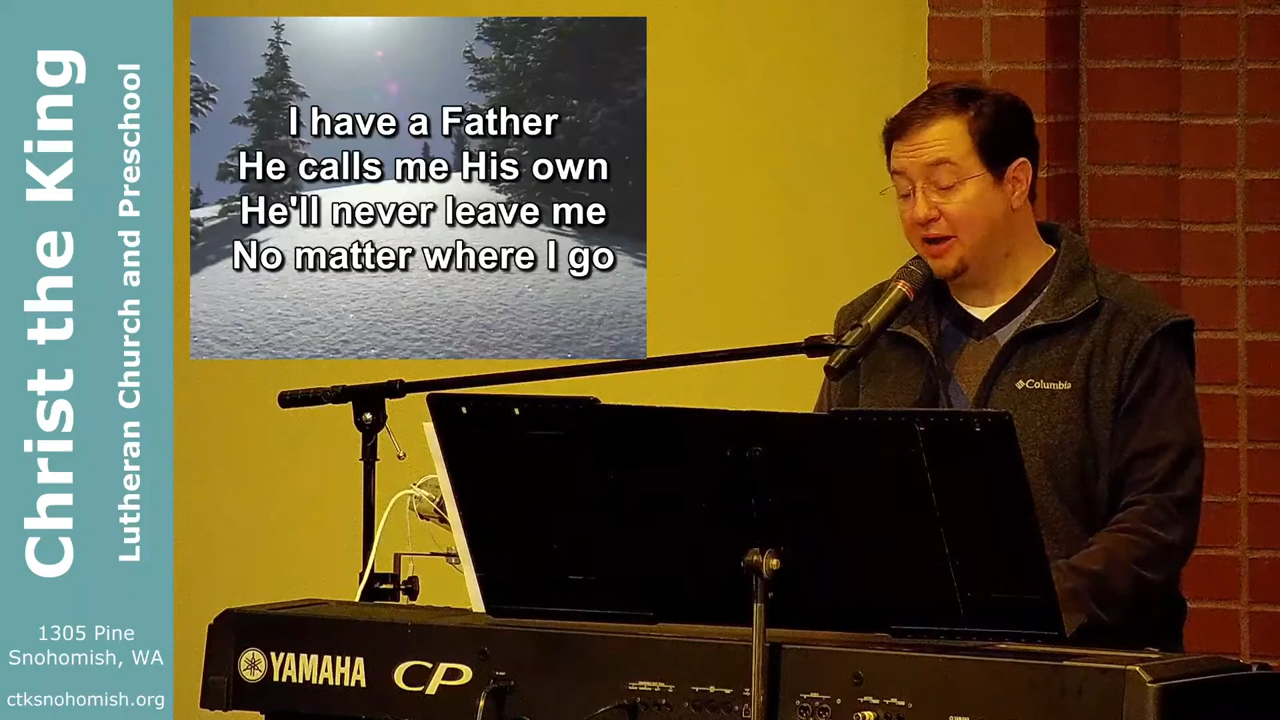 Christ the King
Lutheran Church and Preschool
1305 Pine
Snohomish, WA
ctksnohomish.org
I have a Father
He calls me His own
He'll never leave me
No matter where I go
Columbia
YAMAHA CP